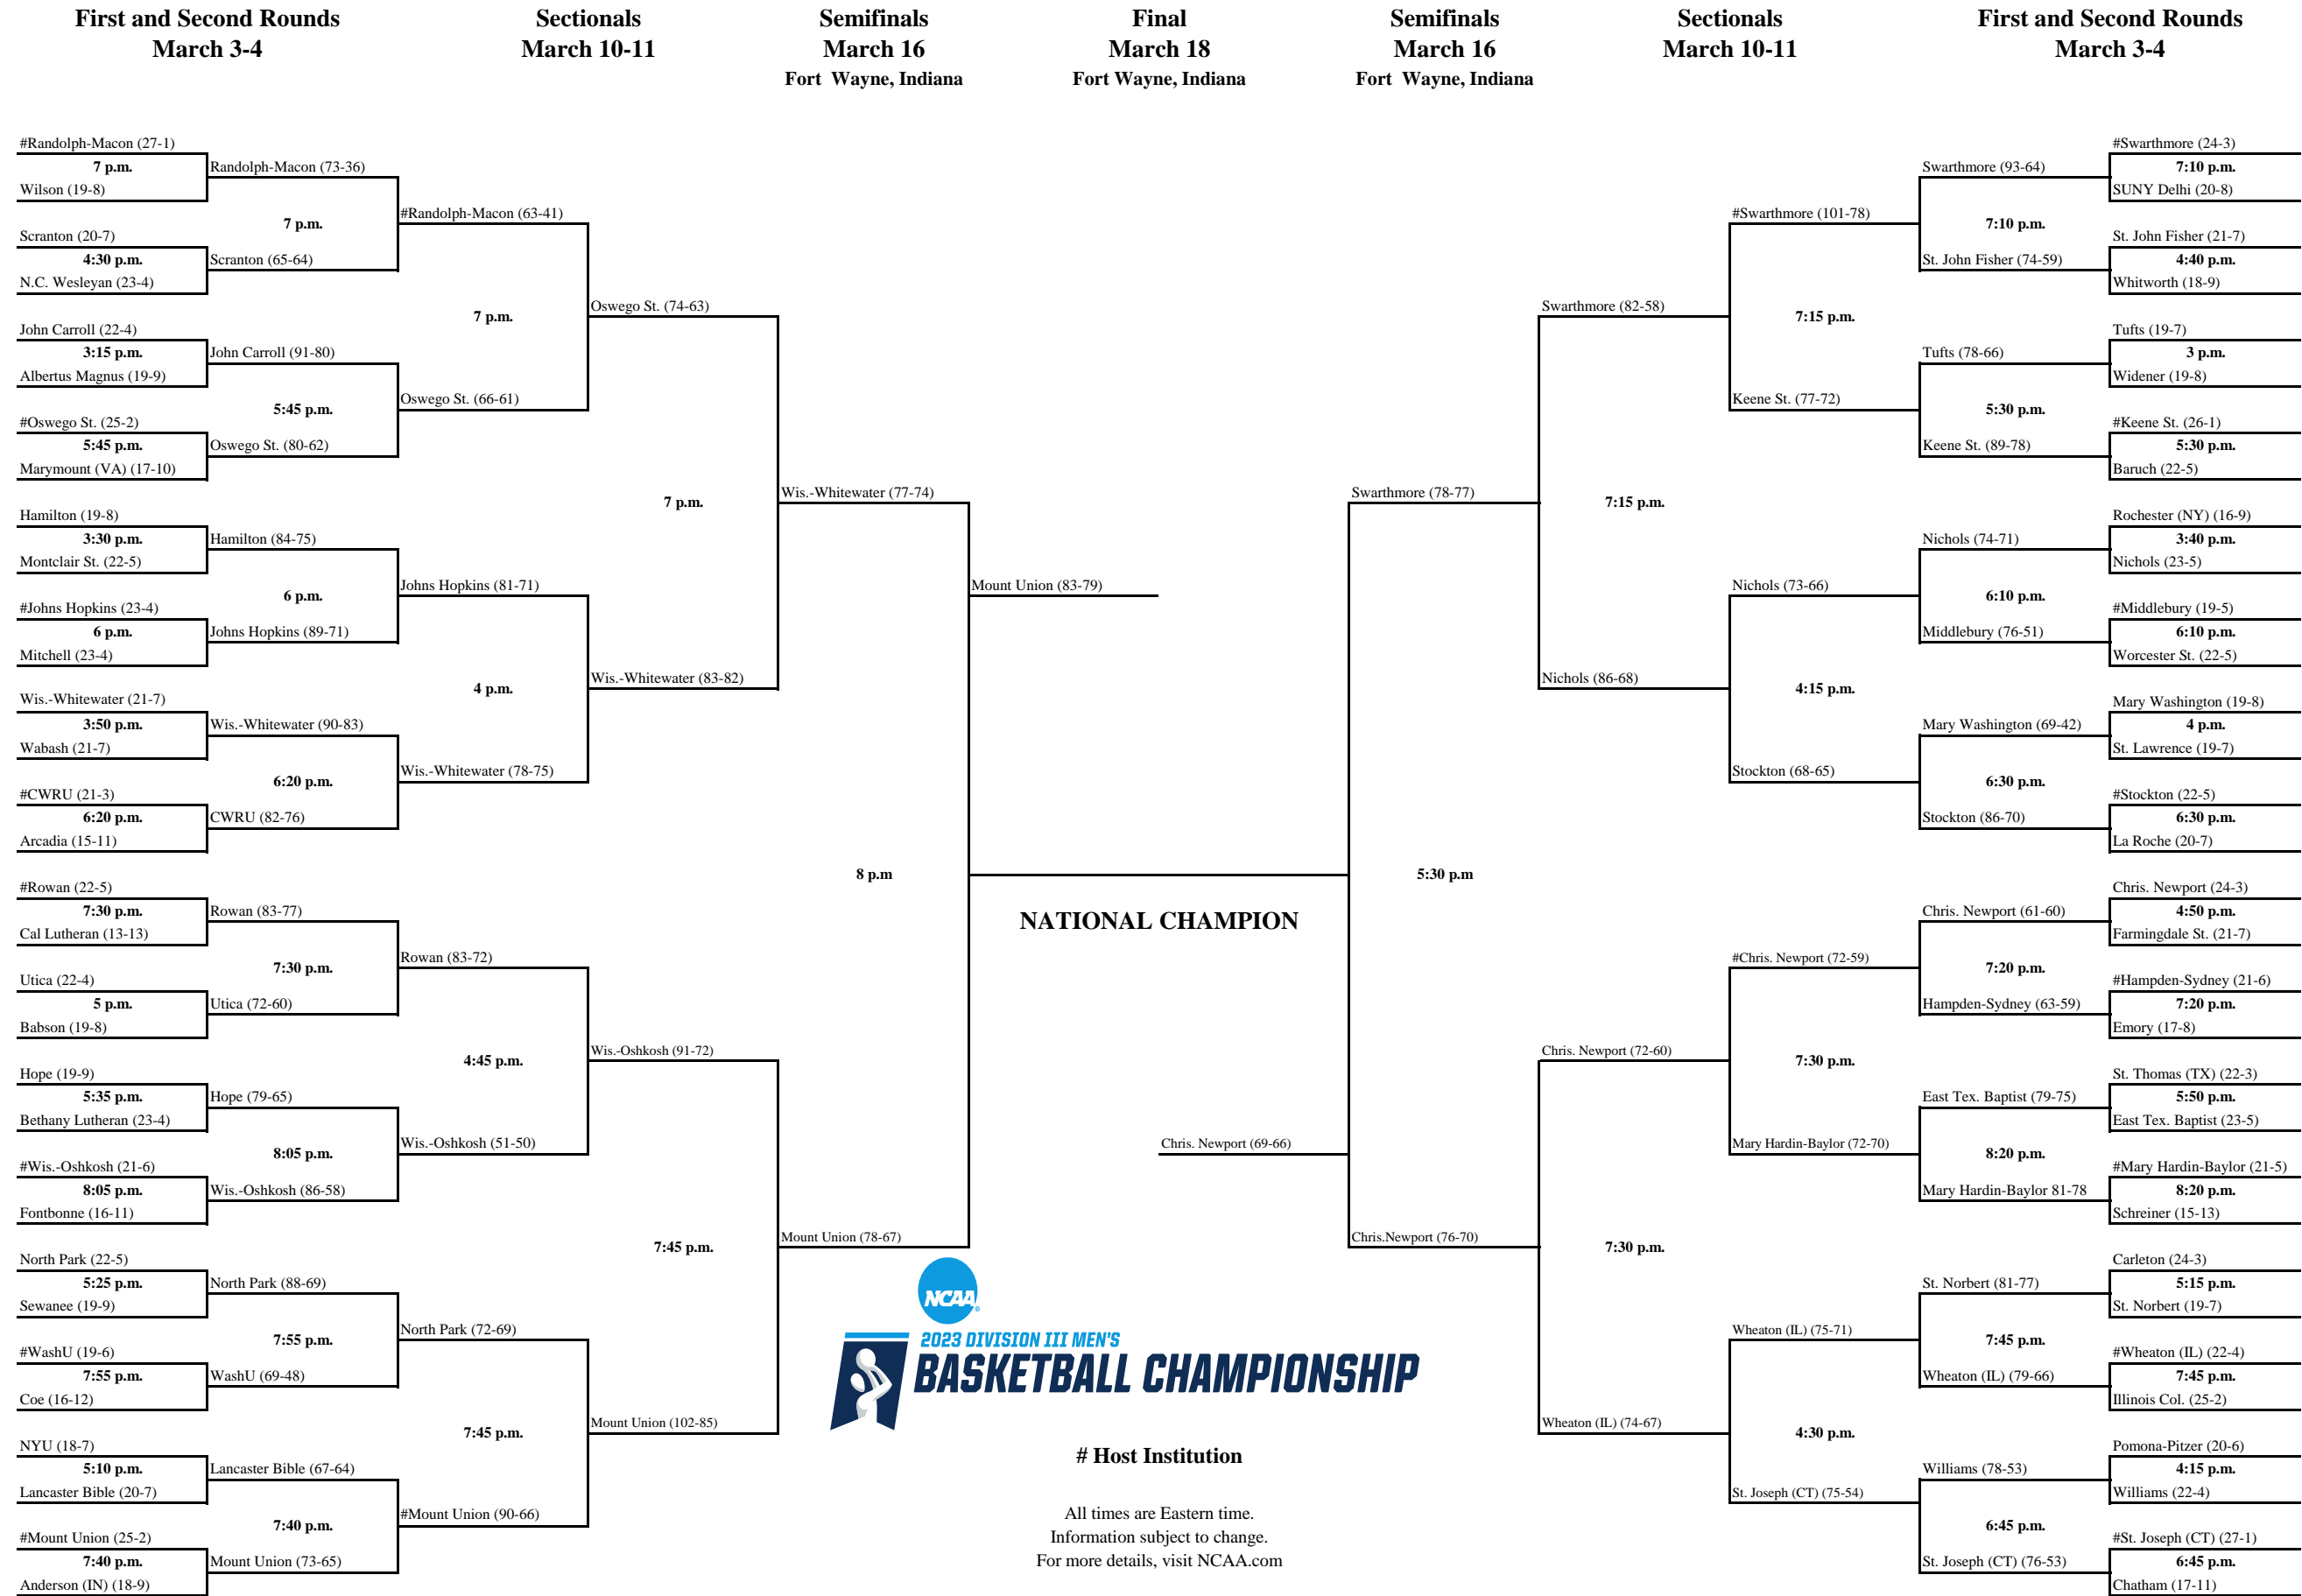 First and Second Rounds
March 3-4
Sectionals
March 10-11
Semifinals
March 16
Fort Wayne, Indiana
Final
March 18
Fort Wayne, Indiana
Semifinals
March 16
Fort Wayne, Indiana
Sectionals
March 10-11
First and Second Rounds
March 3-4
#Randolph-Macon (27-1)
7 p.m.
Wilson (19-8)
Scranton (20-7)
4:30 p.m.
N.C. Wesleyan (23-4)
John Carroll (22-4)
3:15 p.m.
Albertus Magnus (19-9)
#Oswego St. (25-2)
5:45 p.m.
Marymount (VA) (17-10)
Hamilton (19-8)
3:30 p.m.
Montclair St. (22-5)
#Johns Hopkins (23-4)
6 p.m.
Mitchell (23-4)
Wis.-Whitewater (21-7)
3:50 p.m.
Wabash (21-7)
#CWRU (21-3)
6:20 p.m.
Arcadia (15-11)
#Rowan (22-5)
7:30 p.m.
Cal Lutheran (13-13)
Utica (22-4)
5 p.m.
Babson (19-8)
Hope (19-9)
5:35 p.m.
Bethany Lutheran (23-4)
#Wis.-Oshkosh (21-6)
8:05 p.m.
Fontbonne (16-11)
North Park (22-5)
5:25 p.m.
Sewanee (19-9)
#WashU (19-6)
7:55 p.m.
Coe (16-12)
NYU (18-7)
5:10 p.m.
Lancaster Bible (20-7)
#Mount Union (25-2)
7:40 p.m.
Anderson (IN) (18-9)
Randolph-Macon (73-36)
7 p.m.
Scranton (65-64)
John Carroll (91-80)
5:45 p.m.
Oswego St. (80-62)
Hamilton (84-75)
6 p.m.
Johns Hopkins (89-71)
Wis.-Whitewater (90-83)
6:20 p.m.
CWRU (82-76)
Rowan (83-77)
7:30 p.m.
Utica (72-60)
Hope (79-65)
8:05 p.m.
Wis.-Oshkosh (86-58)
North Park (88-69)
7:55 p.m.
WashU (69-48)
Lancaster Bible (67-64)
7:40 p.m.
Mount Union (73-65)
#Randolph-Macon (63-41)
7 p.m.
Oswego St. (66-61)
Johns Hopkins (81-71)
4 p.m.
Wis.-Whitewater (78-75)
Rowan (83-72)
4:45 p.m.
Wis.-Oshkosh (51-50)
North Park (72-69)
7:45 p.m.
#Mount Union (90-66)
Oswego St. (74-63)
7 p.m.
Wis.-Whitewater (83-82)
Wis.-Oshkosh (91-72)
7:45 p.m.
Mount Union (102-85)
Wis.-Whitewater (77-74)
8 p.m
Mount Union (78-67)
Mount Union (83-79)
NATIONAL CHAMPION
Chris. Newport (69-66)
Swarthmore (78-77)
5:30 p.m
Chris.Newport (76-70)
Swarthmore (82-58)
7:15 p.m.
Nichols (86-68)
Chris. Newport (72-60)
7:30 p.m.
Wheaton (IL) (74-67)
#Swarthmore (101-78)
7:15 p.m.
Keene St. (77-72)
Nichols (73-66)
4:15 p.m.
Stockton (68-65)
#Chris. Newport (72-59)
7:30 p.m.
Mary Hardin-Baylor (72-70)
Wheaton (IL) (75-71)
4:30 p.m.
St. Joseph (CT) (75-54)
Swarthmore (93-64)
7:10 p.m.
St. John Fisher (74-59)
Tufts (78-66)
5:30 p.m.
Keene St. (89-78)
Nichols (74-71)
6:10 p.m.
Middlebury (76-51)
Mary Washington (69-42)
6:30 p.m.
Stockton (86-70)
Chris. Newport (61-60)
7:20 p.m.
Hampden-Sydney (63-59)
East Tex. Baptist (79-75)
8:20 p.m.
Mary Hardin-Baylor 81-78
St. Norbert (81-77)
7:45 p.m.
Wheaton (IL) (79-66)
Williams (78-53)
6:45 p.m.
St. Joseph (CT) (76-53)
#Swarthmore (24-3)
7:10 p.m.
SUNY Delhi (20-8)
St. John Fisher (21-7)
4:40 p.m.
Whitworth (18-9)
Tufts (19-7)
3 p.m.
Widener (19-8)
#Keene St. (26-1)
5:30 p.m.
Baruch (22-5)
Rochester (NY) (16-9)
3:40 p.m.
Nichols (23-5)
#Middlebury (19-5)
6:10 p.m.
Worcester St. (22-5)
Mary Washington (19-8)
4 p.m.
St. Lawrence (19-7)
#Stockton (22-5)
6:30 p.m.
La Roche (20-7)
Chris. Newport (24-3)
4:50 p.m.
Farmingdale St. (21-7)
#Hampden-Sydney (21-6)
7:20 p.m.
Emory (17-8)
St. Thomas (TX) (22-3)
5:50 p.m.
East Tex. Baptist (23-5)
#Mary Hardin-Baylor (21-5)
8:20 p.m.
Schreiner (15-13)
Carleton (24-3)
5:15 p.m.
St. Norbert (19-7)
#Wheaton (IL) (22-4)
7:45 p.m.
Illinois Col. (25-2)
Pomona-Pitzer (20-6)
4:15 p.m.
Williams (22-4)
#St. Joseph (CT) (27-1)
6:45 p.m.
Chatham (17-11)
NCAA®
2023 DIVISION III MEN'S
BASKETBALL CHAMPIONSHIP
# Host Institution
All times are Eastern time.
Information subject to change.
For more details, visit NCAA.com